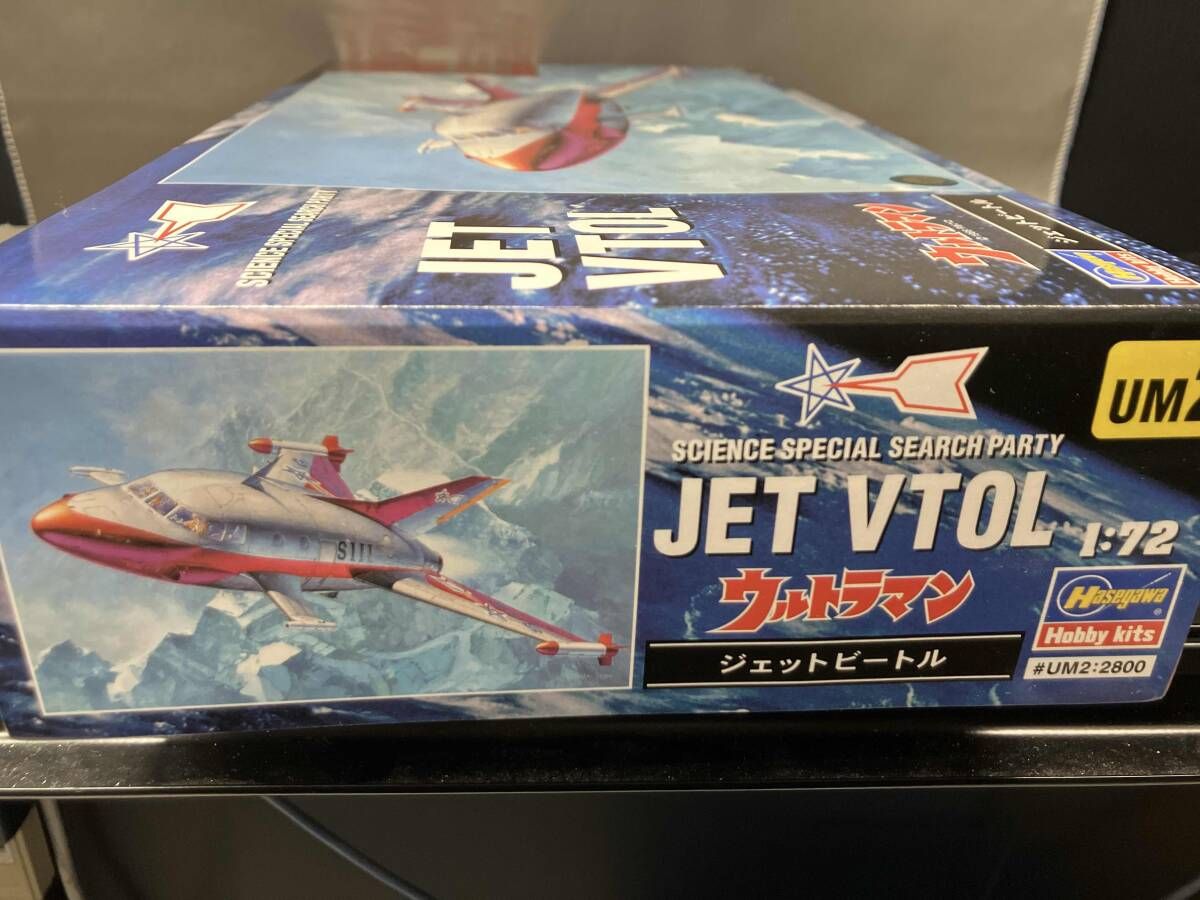 SCIENCE SPECIAL SEARCH PARTY
JET
VTOL
ウルトラマン
ジェットビートル
Hasegawa
SCIENCE SPECIAL SEARCH PARTY
JET VTOL 1:72
ウルトラマン
ジェットビートル
UM2
Hasegawa
Hobby kits
#UM2:2800
S111